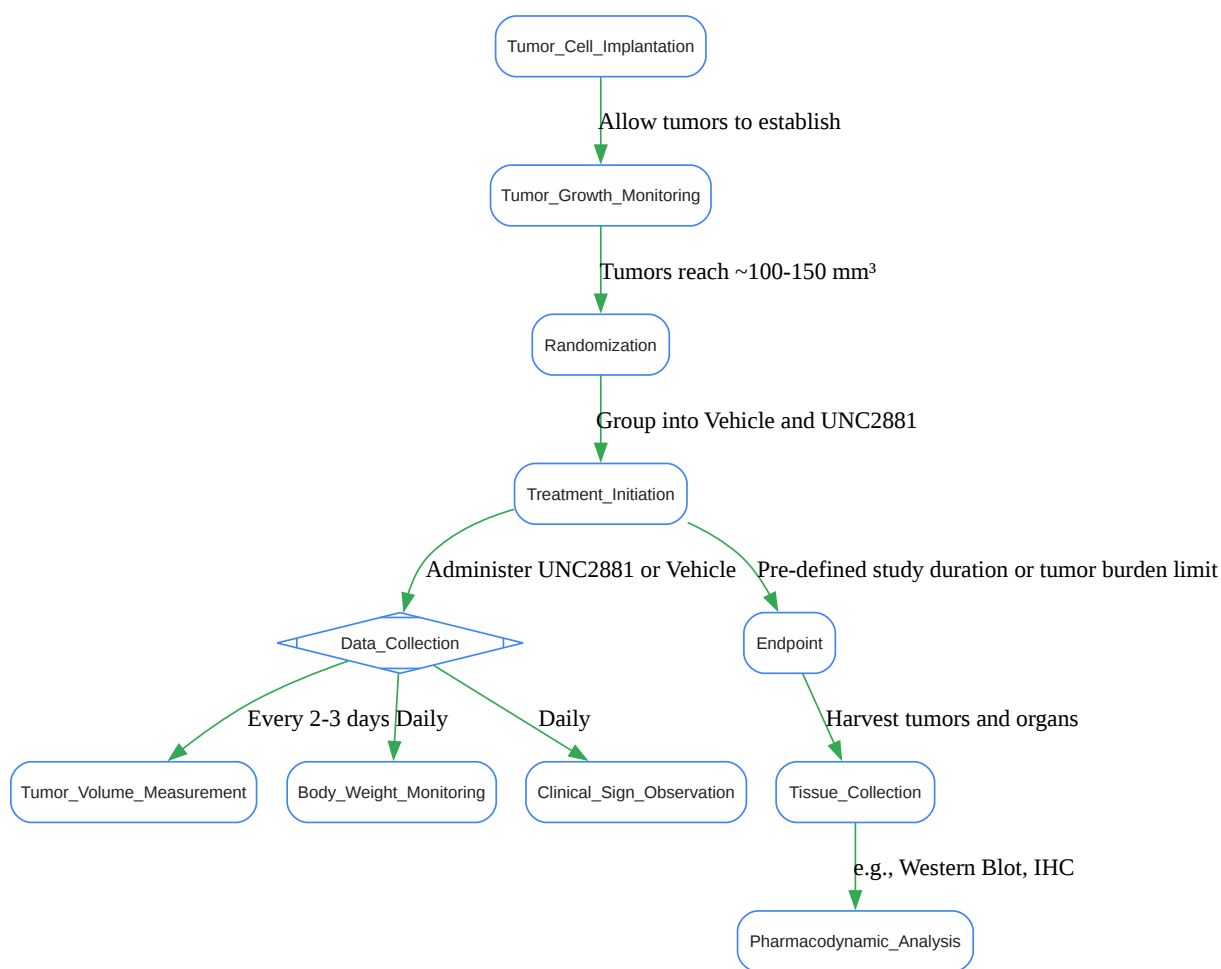 Tumor_Cell_Implantation
Allow tumors to establish
Tumor_Growth_Monitoring
Tumors reach ~100-150 mm³
Randomization
Group into Vehicle and UNC2881
Treatment_Initiation
Administer UNC2881 or Vehicle
Pre-defined study duration or tumor burden limit
Data_Collection
Endpoint
Every 2-3 days
Daily
Daily
Harvest tumors and organs
Tumor_Volume_Measurement
Body_Weight_Monitoring
Clinical_Sign_Observation
Tissue_Collection
e.g., Western Blot, IHC
Pharmacodynamic_Analysis